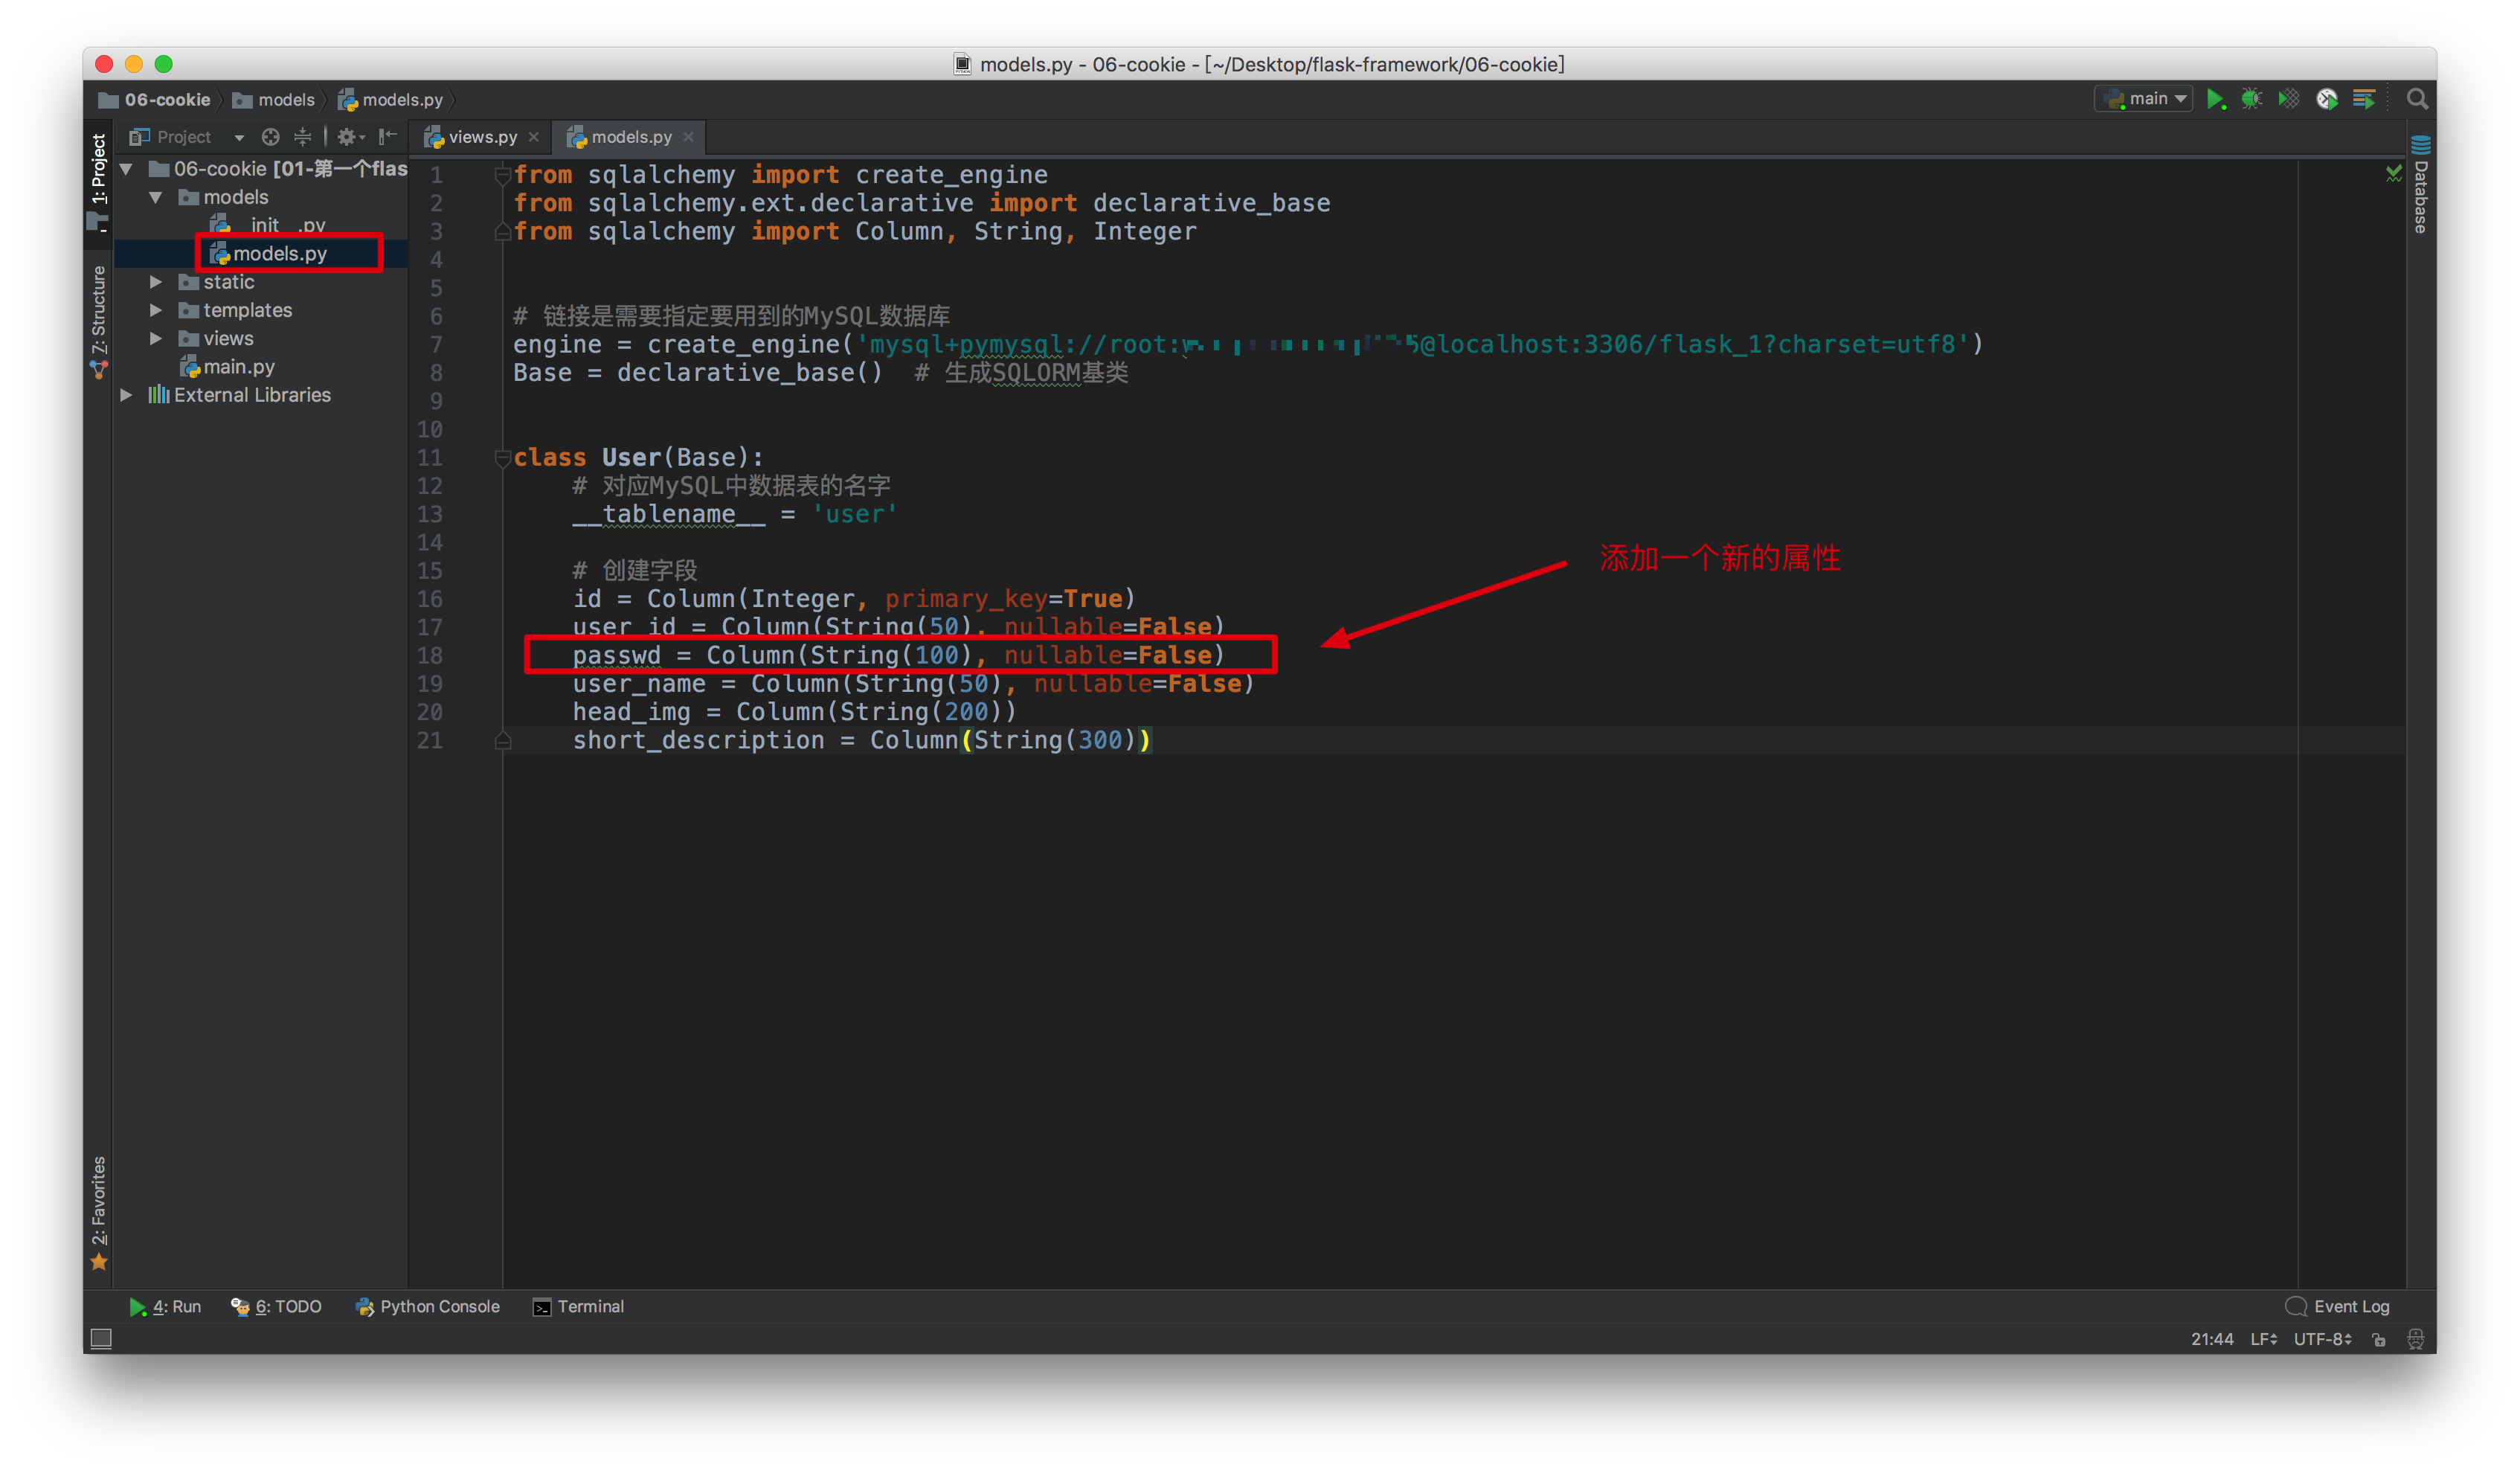 models.py - 06-cookie - [~/Desktop/flask-framework/06-cookie]
06-cookie models models.py
main
1: Project
7: Structure
2: Favorites
Project
06-cookie [01-第一个flas
models
__init__.py
models.py
static
templates
views
main.py
External Libraries
views.py
models.py
1 from sqlalchemy import create_engine
2 from sqlalchemy.ext.declarative import declarative_base
3 from sqlalchemy import Column, String, Integer
4
5
6 # 链接是需要指定要用到的MySQL数据库
7 engine = create_engine('mysql+pymysql://root: @localhost:3306/flask_1?charset=utf8')
8 Base = declarative_base() # 生成SQLORM基类
9
10
11 class User(Base):
12 # 对应MySQL中数据表的名字
13 __tablename__ = 'user'
14
15 # 创建字段
16 id = Column(Integer, primary_key=True)
17 user_id = Column(String(50), nullable=False)
18 passwd = Column(String(100), nullable=False)
19 user_name = Column(String(50), nullable=False)
20 head_img = Column(String(200))
21 short_description = Column(String(300))
添加一个新的属性
Database
4: Run
6: TODO
Python Console
Terminal
Event Log
21:44 LF UTF-8